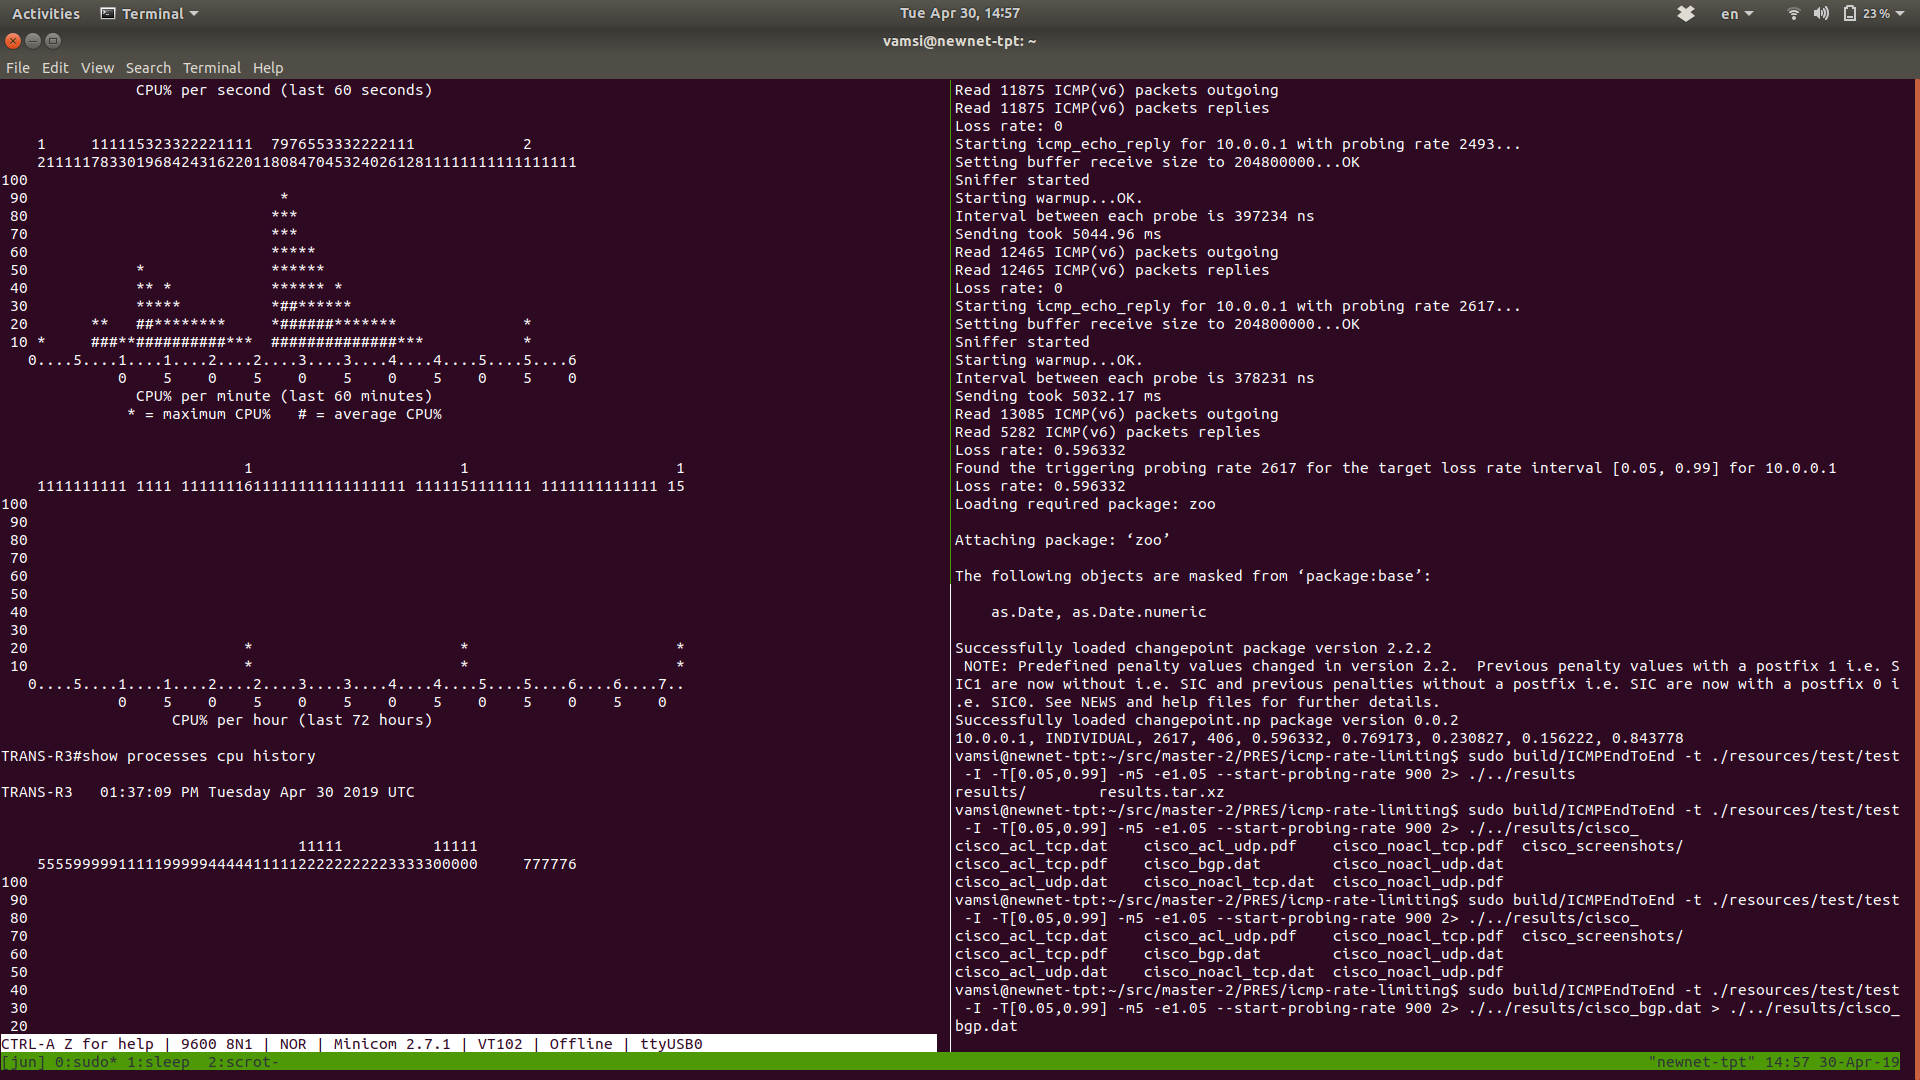 Activities Terminal Tue Apr 30, 14:57 en 23 %
vamsi@newnet-tpt: ~
File Edit View Search Terminal Help
               CPU% per second (last 60 seconds)
    1     111115323322221111  7976553332222111            2
    211111783301968424316220118084704532402612811111111111111111
100
 90                            *
 80                           ***
 70                           ***
 60                           *****
 50            *              ******
 40            ** *           ****** *
 30            *****          *##******
 20       **   ##********     *######*******              *
 10 *     ###**##########***  ##############***           *
   0....5....1....1....2....2....3....3....4....4....5....5....6
             0    5    0    5    0    5    0    5    0    5    0
               CPU% per minute (last 60 minutes)
              * = maximum CPU%   # = average CPU%
                           1                       1                       1
    1111111111 1111 1111111611111111111111111 1111151111111 1111111111111 15
100
 90
 80
 70
 60
 50
 40
 30
 20                        *                       *                       *
 10                        *                       *                       *
   0....5....1....1....2....2....3....3....4....4....5....5....6....6....7..
             0    5    0    5    0    5    0    5    0    5    0    5    0
                   CPU% per hour (last 72 hours)
TRANS-R3#show processes cpu history
TRANS-R3   01:37:09 PM Tuesday Apr 30 2019 UTC
                                 11111          11111
    5555999991111199999444441111122222222223333300000     777776
100
 90
 80
 70
 60
 50
 40
 30
 20
CTRL-A Z for help | 9600 8N1 | NOR | Minicom 2.7.1 | VT102 | Offline | ttyUSB0
Read 11875 ICMP(v6) packets outgoing
Read 11875 ICMP(v6) packets replies
Loss rate: 0
Starting icmp_echo_reply for 10.0.0.1 with probing rate 2493...
Setting buffer receive size to 204800000...OK
Sniffer started
Starting warmup...OK.
Interval between each probe is 397234 ns
Sending took 5044.96 ms
Read 12465 ICMP(v6) packets outgoing
Read 12465 ICMP(v6) packets replies
Loss rate: 0
Starting icmp_echo_reply for 10.0.0.1 with probing rate 2617...
Setting buffer receive size to 204800000...OK
Sniffer started
Starting warmup...OK.
Interval between each probe is 378231 ns
Sending took 5032.17 ms
Read 13085 ICMP(v6) packets outgoing
Read 5282 ICMP(v6) packets replies
Loss rate: 0.596332
Found the triggering probing rate 2617 for the target loss rate interval [0.05, 0.99] for 10.0.0.1
Loss rate: 0.596332
Loading required package: zoo
Attaching package: ‘zoo’
The following objects are masked from ‘package:base’:
    as.Date, as.Date.numeric
Successfully loaded changepoint package version 2.2.2
 NOTE: Predefined penalty values changed in version 2.2.  Previous penalty values with a postfix 1 i.e. S
IC1 are now without i.e. SIC and previous penalties without a postfix i.e. SIC are now with a postfix 0 i
.e. SIC0. See NEWS and help files for further details.
Successfully loaded changepoint.np package version 0.0.2
10.0.0.1, INDIVIDUAL, 2617, 406, 0.596332, 0.769173, 0.230827, 0.156222, 0.843778
vamsi@newnet-tpt:~/src/master-2/PRES/icmp-rate-limiting$ sudo build/ICMPEndToEnd -t ./resources/test/test
 -I -T[0.05,0.99] -m5 -e1.05 --start-probing-rate 900 2> ./../results
results/        results.tar.xz
vamsi@newnet-tpt:~/src/master-2/PRES/icmp-rate-limiting$ sudo build/ICMPEndToEnd -t ./resources/test/test
 -I -T[0.05,0.99] -m5 -e1.05 --start-probing-rate 900 2> ./../results/cisco_
cisco_acl_tcp.dat    cisco_acl_udp.pdf    cisco_noacl_tcp.pdf  cisco_screenshots/
cisco_acl_tcp.pdf    cisco_bgp.dat        cisco_noacl_udp.dat
cisco_acl_udp.dat    cisco_noacl_tcp.dat  cisco_noacl_udp.pdf
vamsi@newnet-tpt:~/src/master-2/PRES/icmp-rate-limiting$ sudo build/ICMPEndToEnd -t ./resources/test/test
 -I -T[0.05,0.99] -m5 -e1.05 --start-probing-rate 900 2> ./../results/cisco_
cisco_acl_tcp.dat    cisco_acl_udp.pdf    cisco_noacl_tcp.pdf  cisco_screenshots/
cisco_acl_tcp.pdf    cisco_bgp.dat        cisco_noacl_udp.dat
cisco_acl_udp.dat    cisco_noacl_tcp.dat  cisco_noacl_udp.pdf
vamsi@newnet-tpt:~/src/master-2/PRES/icmp-rate-limiting$ sudo build/ICMPEndToEnd -t ./resources/test/test
 -I -T[0.05,0.99] -m5 -e1.05 --start-probing-rate 900 2> ./../results/cisco_bgp.dat > ./../results/cisco_
bgp.dat
[jun] 0:sudo* 1:sleep  2:scrot- "newnet-tpt" 14:57 30-Apr-19